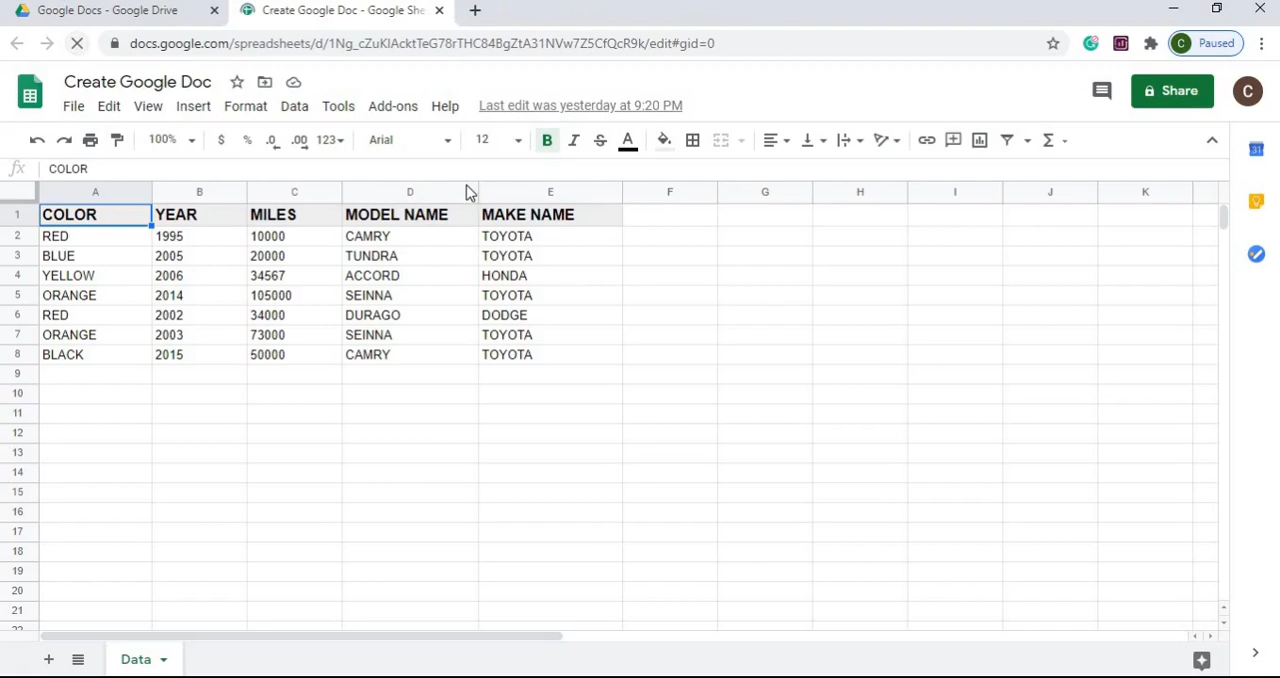 Google Docs - Google Drive
Create Google Doc - Google She
docs.google.com/spreadsheets/d/1Ng_cZuKIAcktTeG78rTHC84BgZtA31NVw7Z5CfQcR9k/edit#gid=0
C Paused
Create Google Doc
File Edit View Insert Format Data Tools Add-ons Help Last edit was yesterday at 9:20 PM
Share
C
100% $ % .0 .00 123 Arial 12 B I S A Σ
fx COLOR
A B C D E F G H I J K
1 COLOR YEAR MILES MODEL NAME MAKE NAME
2 RED 1995 10000 CAMRY TOYOTA
3 BLUE 2005 20000 TUNDRA TOYOTA
4 YELLOW 2006 34567 ACCORD HONDA
5 ORANGE 2014 105000 SEINNA TOYOTA
6 RED 2002 34000 DURAGO DODGE
7 ORANGE 2003 73000 SEINNA TOYOTA
8 BLACK 2015 50000 CAMRY TOYOTA
9
10
11
12
13
14
15
16
17
18
19
20
21
22
Data
31